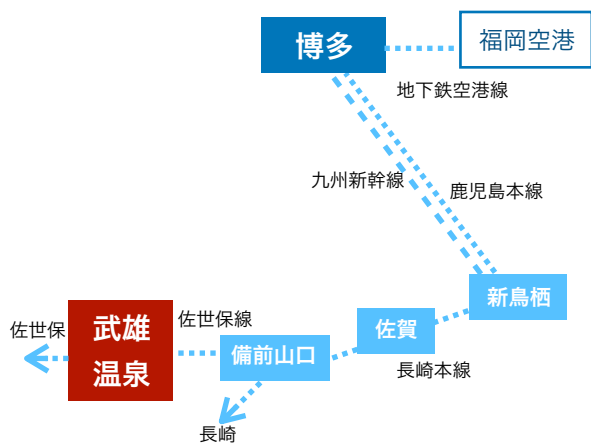 博多
福岡空港
地下鉄空港線
九州新幹線
鹿児島本線
新鳥栖
佐賀
長崎本線
備前山口
佐世保線
武雄
温泉
佐世保
長崎